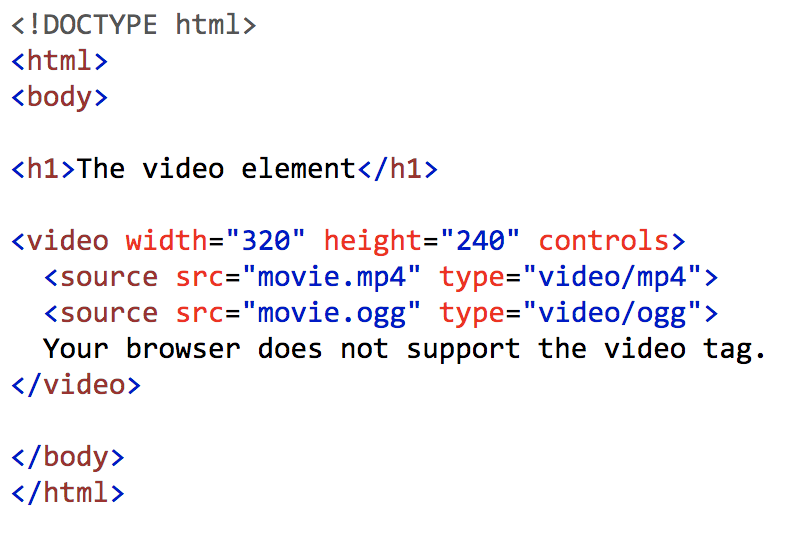 <!DOCTYPE html>
<html>
<body>
<h1>The video element</h1>
<video width="320" height="240" controls>
<source src="movie.mp4" type="video/mp4">
<source src="movie.ogg" type="video/ogg">
Your browser does not support the video tag.
</video>
</body>
</html>